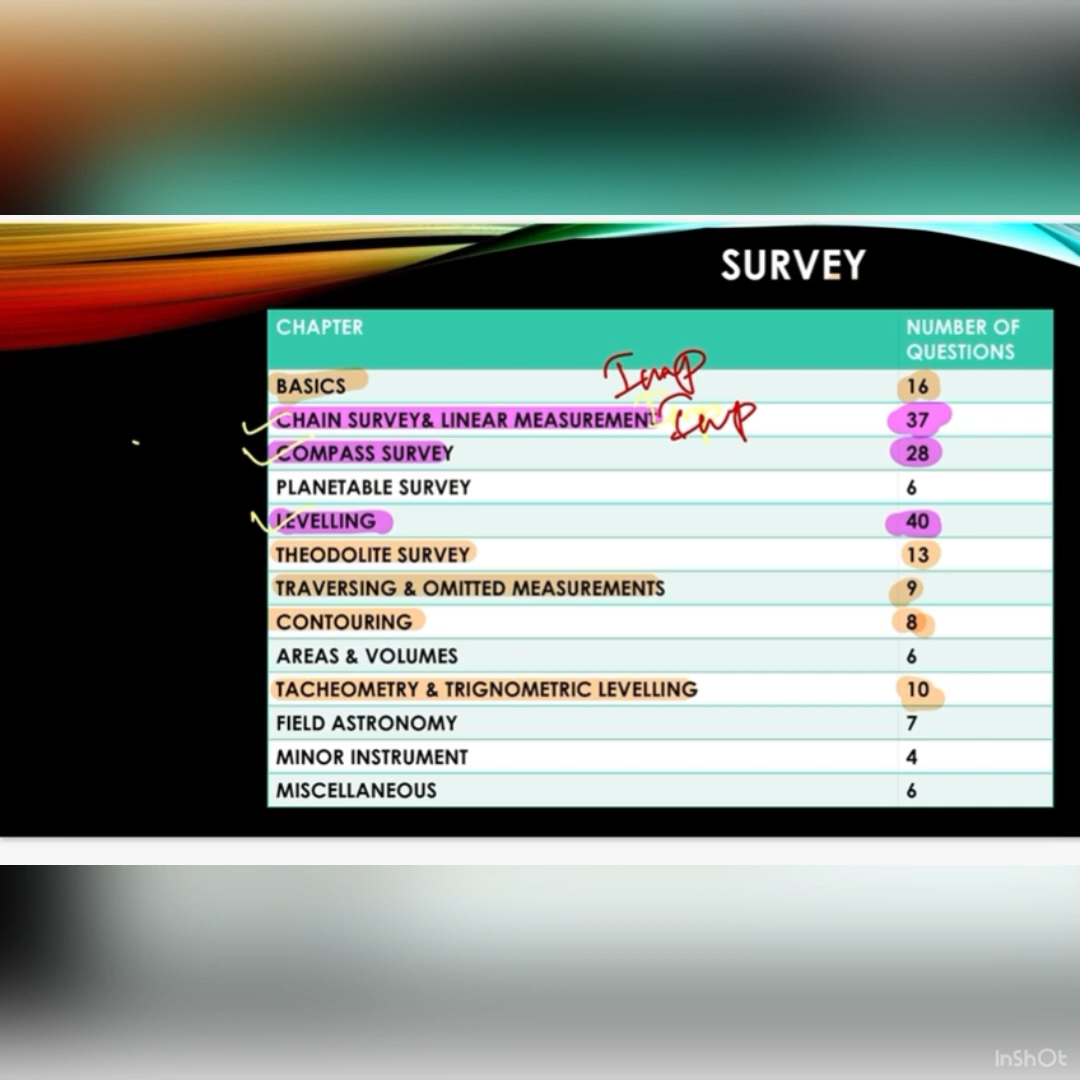 SURVEY
CHAPTER
NUMBER OF
QUESTIONS
Imp
BASICS 16
CHAIN SURVEY& LINEAR MEASUREMENT Imp 37
COMPASS SURVEY 28
PLANETABLE SURVEY 6
LEVELLING 40
THEODOLITE SURVEY 13
TRAVERSING & OMITTED MEASUREMENTS 9
CONTOURING 8
AREAS & VOLUMES 6
TACHEOMETRY & TRIGNOMETRIC LEVELLING 10
FIELD ASTRONOMY 7
MINOR INSTRUMENT 4
MISCELLANEOUS 6
InShOt